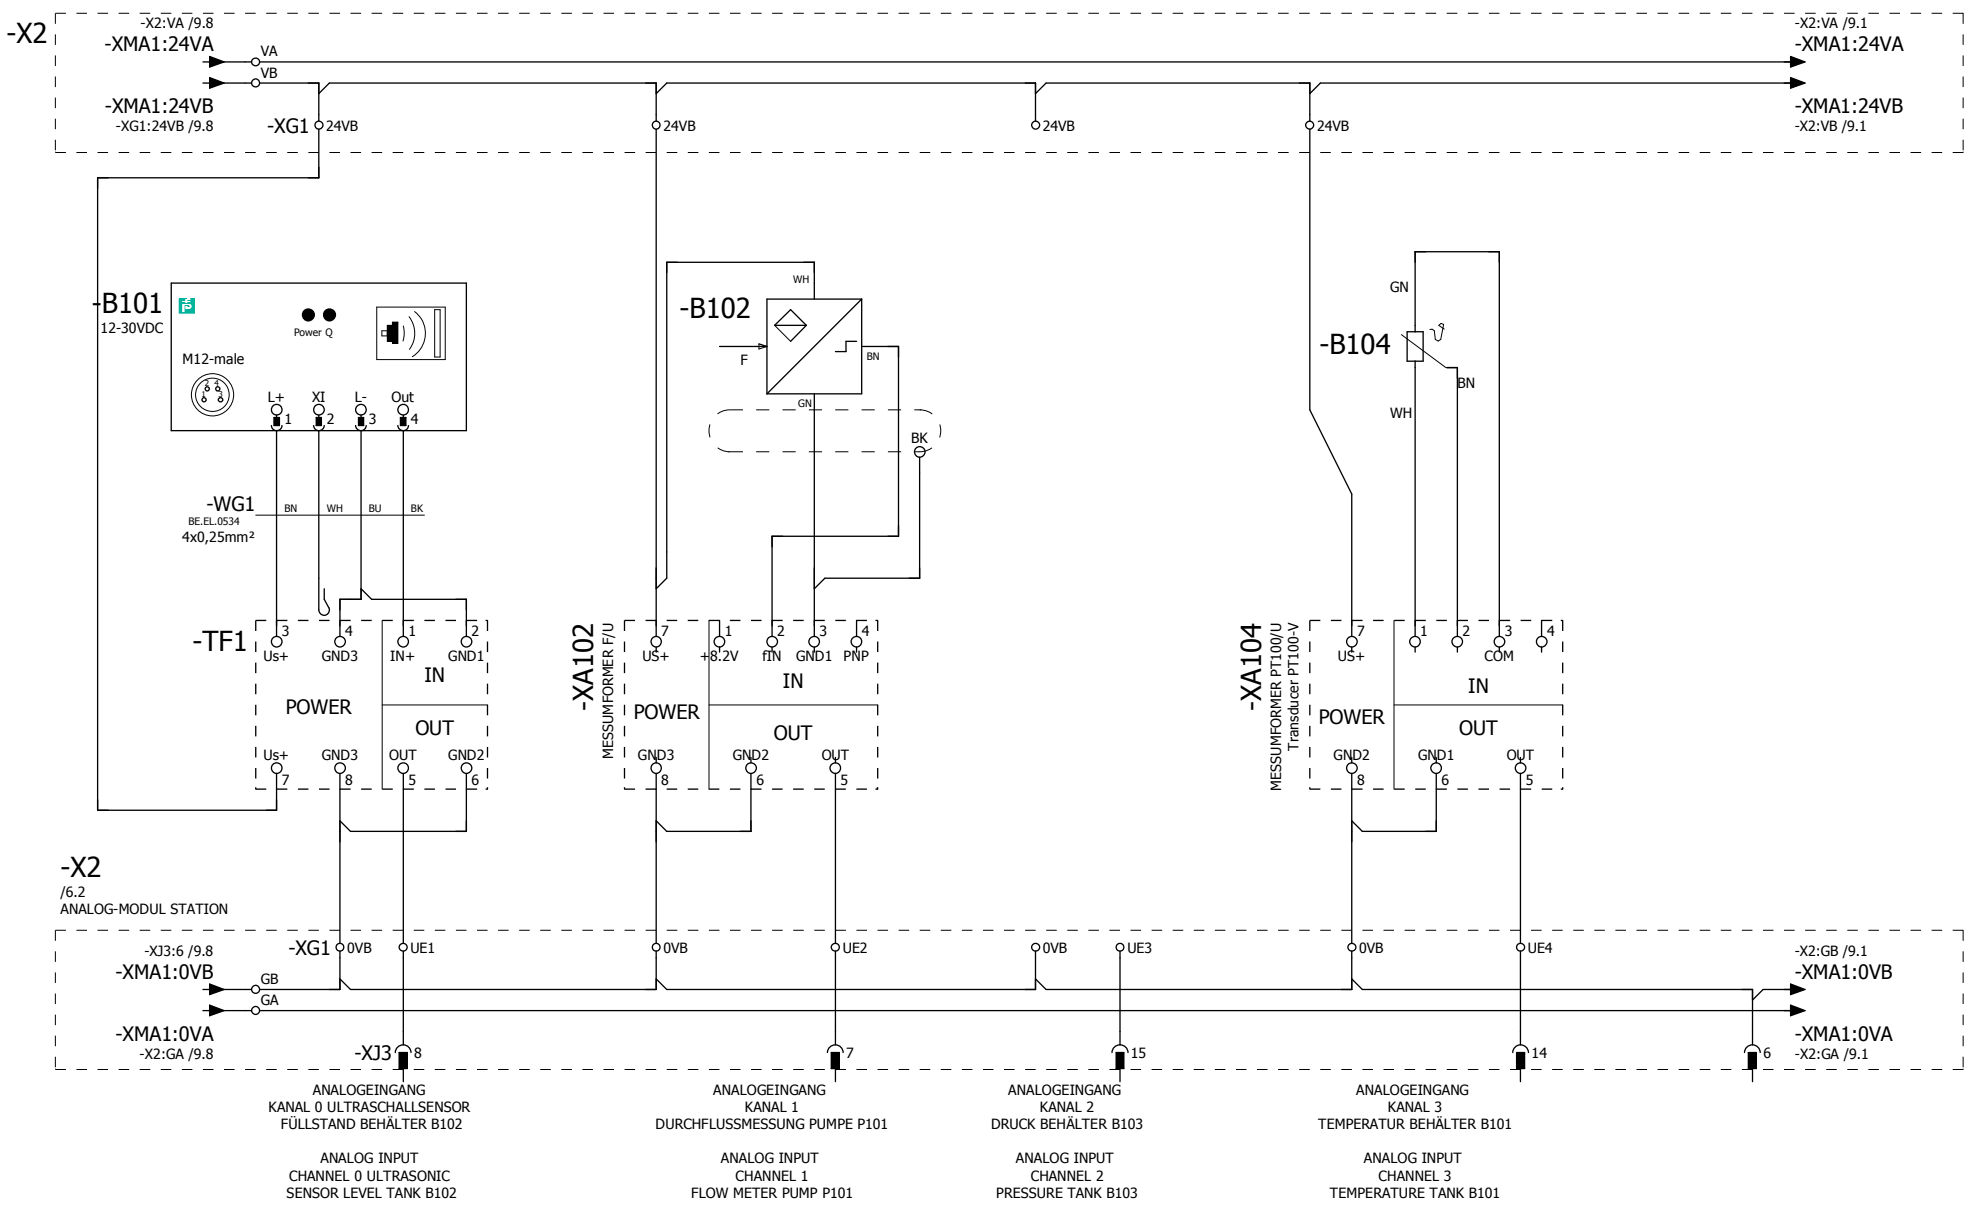 -X2
-X2:VA /9.8
-XMA1:24VA
VA
VB
-XMA1:24VB
-XG1:24VB /9.8
-XG1
24VB
24VB
24VB
24VB
-X2:VA /9.1
-XMA1:24VA
-XMA1:24VB
-X2:VB /9.1
-B101
12-30VDC
Power Q
M12-male
2 4
1 3
L+ XI L- Out
1 2 3 4
-WG1
BE.EL.0534
4x0,25mm²
BN WH BU BK
-TF1
3 4 1 2
Us+ GND3 IN+ GND1
IN
POWER
OUT
Us+ GND3 OUT GND2
7 8 5 6
-B102
WH
F
BN
GN
BK
-XA102
MESSUMFORMER F/U
7 1 2 3 4
US+ +8.2V fIN GND1 PNP
IN
POWER
OUT
GND3 GND2 OUT
8 6 5
-B104
GN
BN
WH
-XA104
MESSUMFORMER PT100/U
Transducer PT100-V
7 1 2 3 4
US+ COM
IN
POWER
OUT
GND2 GND1 OUT
8 6 5
-X2
/6.2
ANALOG-MODUL STATION
-XJ3:6 /9.8
-XMA1:0VB
GB
GA
-XMA1:0VA
-X2:GA /9.8
-XG1
0VB UE1
0VB UE2
0VB UE3
0VB UE4
-X2:GB /9.1
-XMA1:0VB
-XMA1:0VA
-X2:GA /9.1
-XJ3
8 7 15 14 6
ANALOGEINGANG
KANAL 0 ULTRASCHALLSENSOR
FÜLLSTAND BEHÄLTER B102
ANALOG INPUT
CHANNEL 0 ULTRASONIC
SENSOR LEVEL TANK B102
ANALOGEINGANG
KANAL 1
DURCHFLUSSMESSUNG PUMPE P101
ANALOG INPUT
CHANNEL 1
FLOW METER PUMP P101
ANALOGEINGANG
KANAL 2
DRUCK BEHÄLTER B103
ANALOG INPUT
CHANNEL 2
PRESSURE TANK B103
ANALOGEINGANG
KANAL 3
TEMPERATUR BEHÄLTER B101
ANALOG INPUT
CHANNEL 3
TEMPERATURE TANK B101